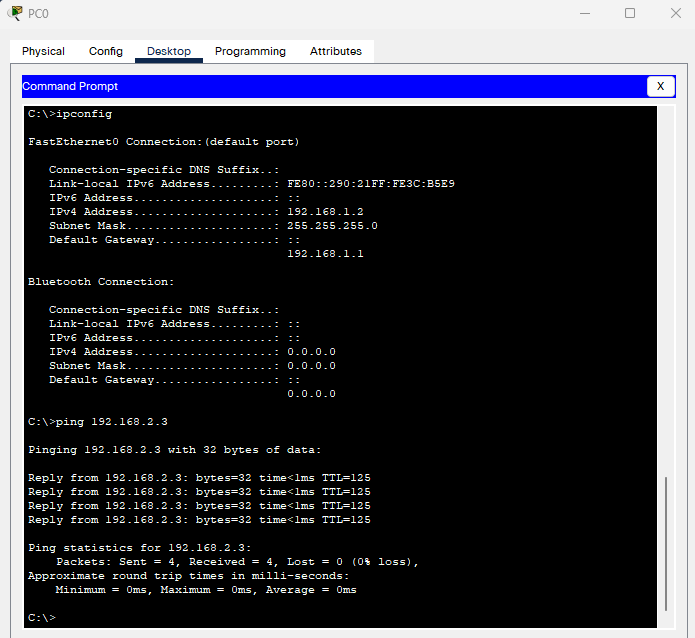 PC0
Physical Config Desktop Programming Attributes
Command Prompt X
C:\>ipconfig
FastEthernet0 Connection:(default port)
Connection-specific DNS Suffix..:
Link-local IPv6 Address.........: FE80::290:21FF:FE3C:B5E9
IPv6 Address....................: ::
IPv4 Address....................: 192.168.1.2
Subnet Mask.....................: 255.255.255.0
Default Gateway.................: ::
192.168.1.1
Bluetooth Connection:
Connection-specific DNS Suffix..:
Link-local IPv6 Address.........: ::
IPv6 Address....................: ::
IPv4 Address....................: 0.0.0.0
Subnet Mask.....................: 0.0.0.0
Default Gateway.................: ::
0.0.0.0
C:\>ping 192.168.2.3
Pinging 192.168.2.3 with 32 bytes of data:
Reply from 192.168.2.3: bytes=32 time<1ms TTL=125
Reply from 192.168.2.3: bytes=32 time<1ms TTL=125
Reply from 192.168.2.3: bytes=32 time<1ms TTL=125
Reply from 192.168.2.3: bytes=32 time<1ms TTL=125
Ping statistics for 192.168.2.3:
Packets: Sent = 4, Received = 4, Lost = 0 (0% loss),
Approximate round trip times in milli-seconds:
Minimum = 0ms, Maximum = 0ms, Average = 0ms
C:\>